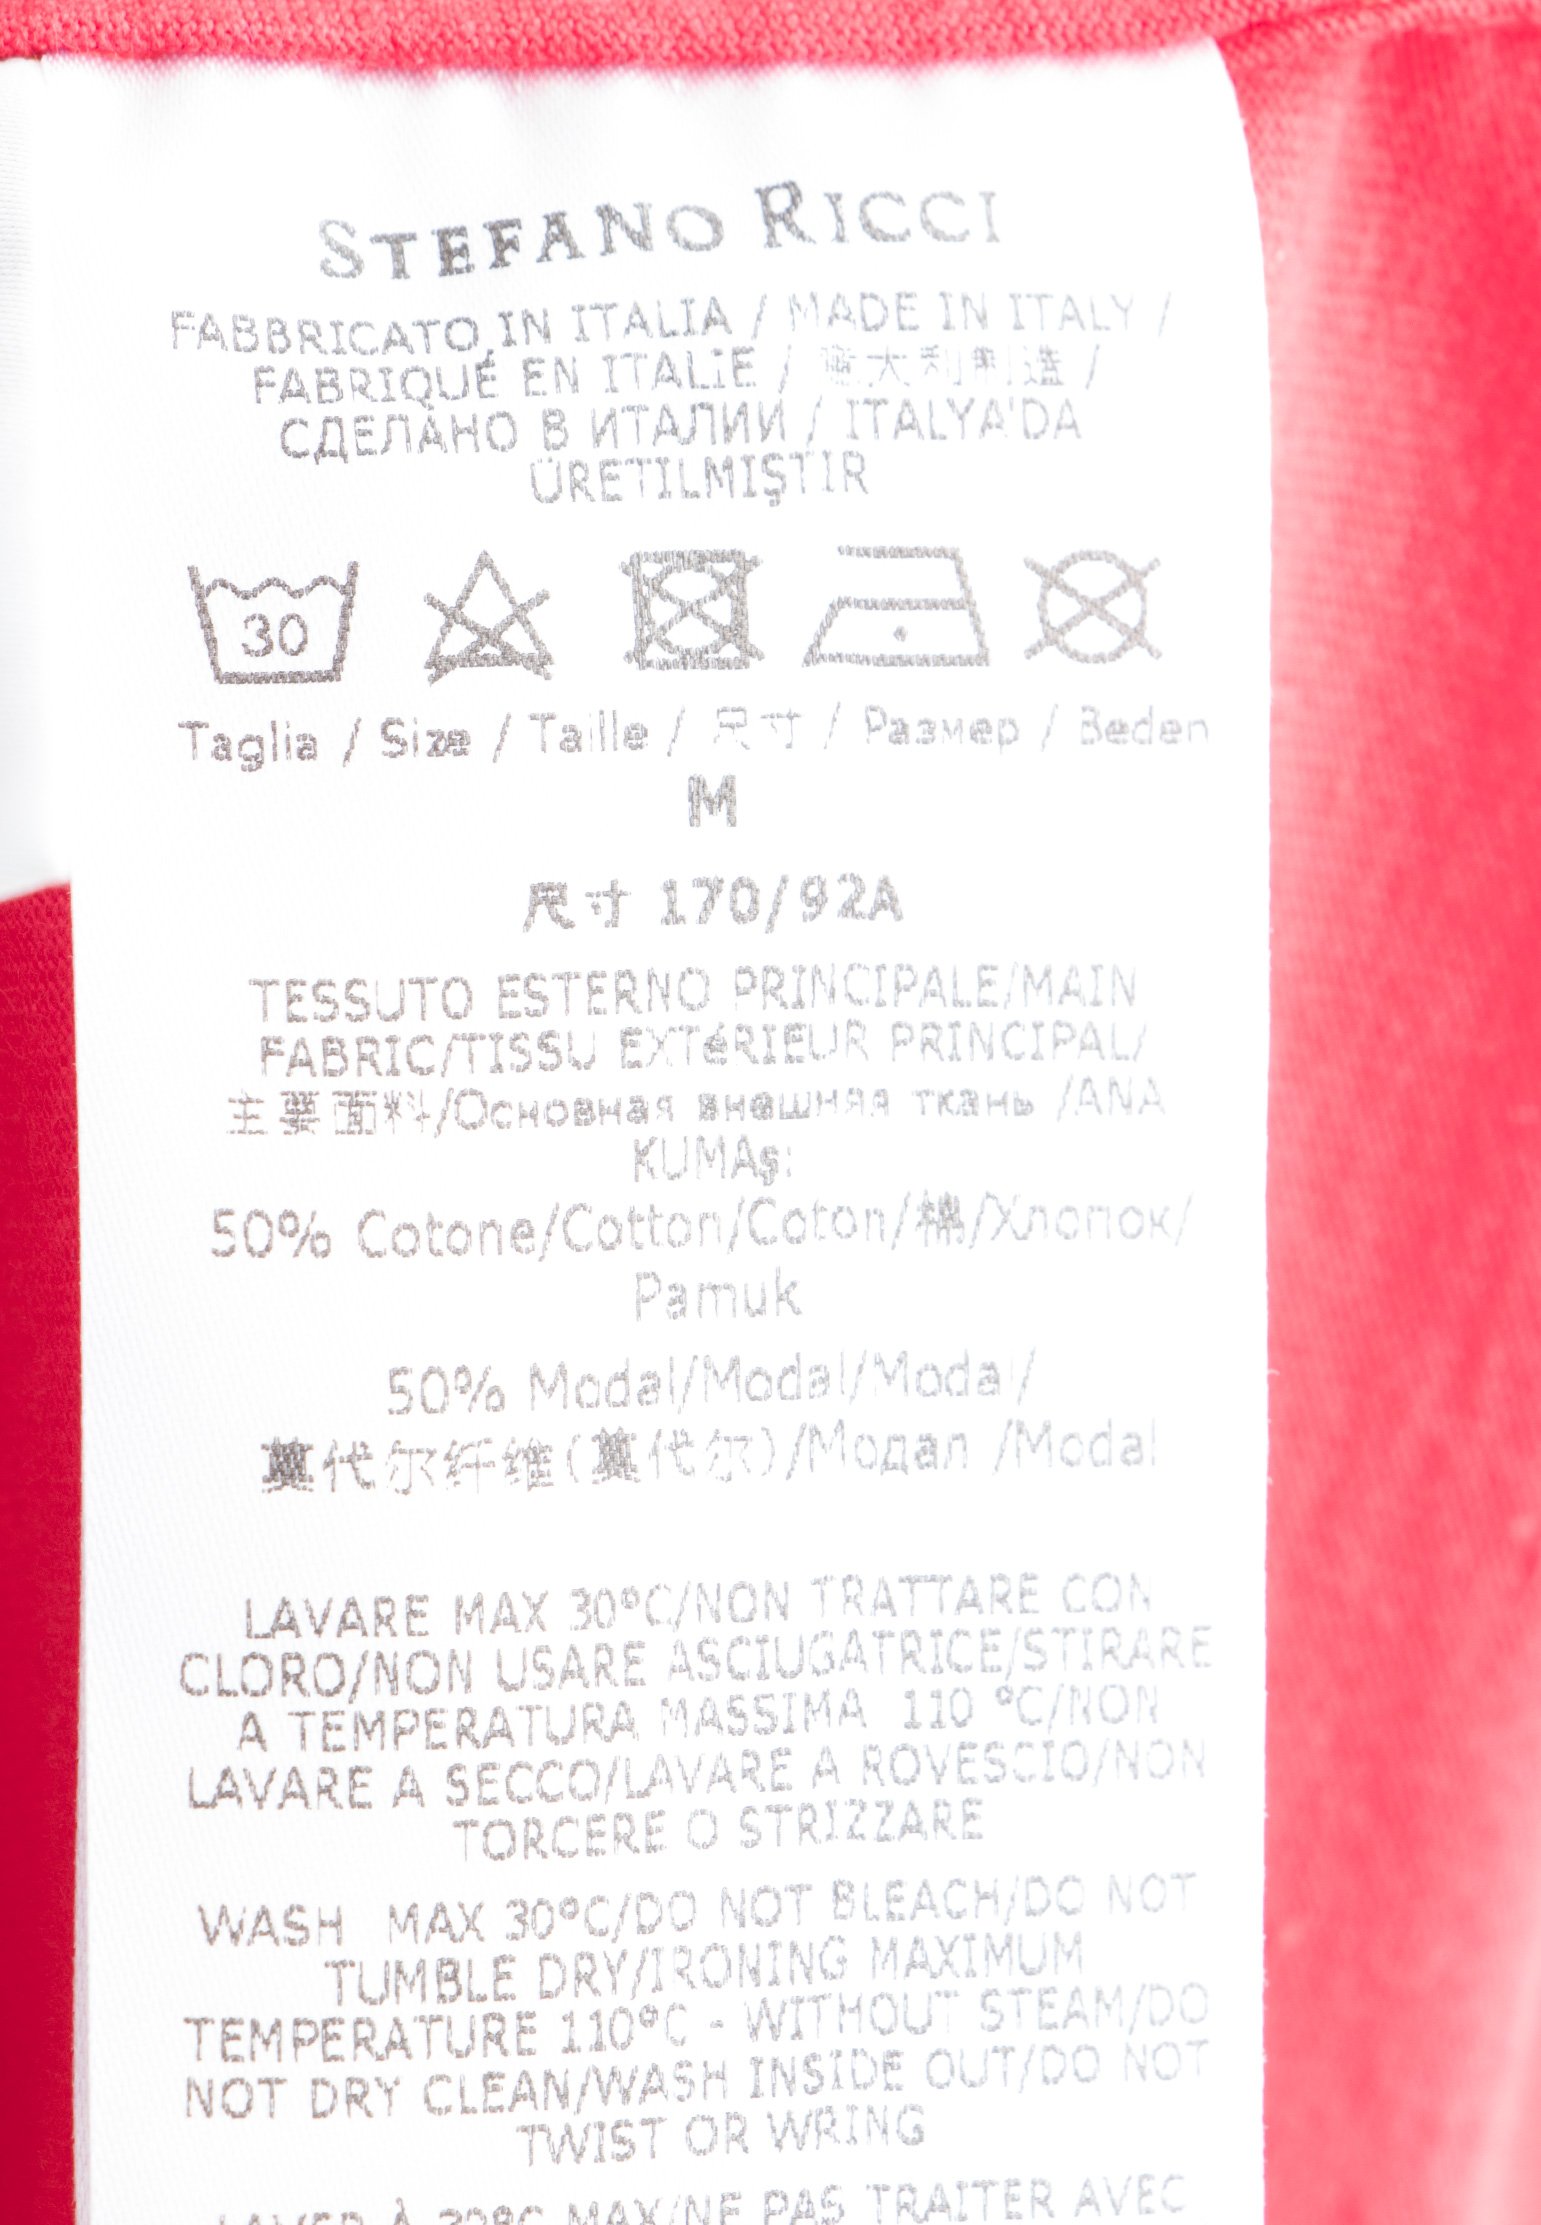 STEFANO RICCI
FABBRICATO IN ITALIA / MADE IN ITALY /
FABRIQUÉ EN ITALIE / 意大利制造 /
СДЕЛАНО В ИТАЛИИ / ITALYA'DA
ÜRETILMIŞTIR
30
Taglia / Size / Taille / 尺寸 / Размер / Beden
M
尺寸 170/92A
TESSUTO ESTERNO PRINCIPALE/MAIN
FABRIC/TISSU EXTéRIEUR PRINCIPAL/
主要面料/Основная внешняя ткань /ANA
KUMAş:
50% Cotone/Cotton/Coton/棉/Хлопок/
Pamuk
50% Modal/Modal/Modal/
莫代尔纤维(莫代尔)/Модал /Modal
LAVARE MAX 30°C/NON TRATTARE CON
CLORO/NON USARE ASCIUGATRICE/STIRARE
A TEMPERATURA MASSIMA 110 °C/NON
LAVARE A SECCO/LAVARE A ROVESCIO/NON
TORCERE O STRIZZARE
WASH MAX 30°C/DO NOT BLEACH/DO NOT
TUMBLE DRY/IRONING MAXIMUM
TEMPERATURE 110°C - WITHOUT STEAM/DO
NOT DRY CLEAN/WASH INSIDE OUT/DO NOT
TWIST OR WRING
LAVER À MAX/NE PAS TRAITER AVEC